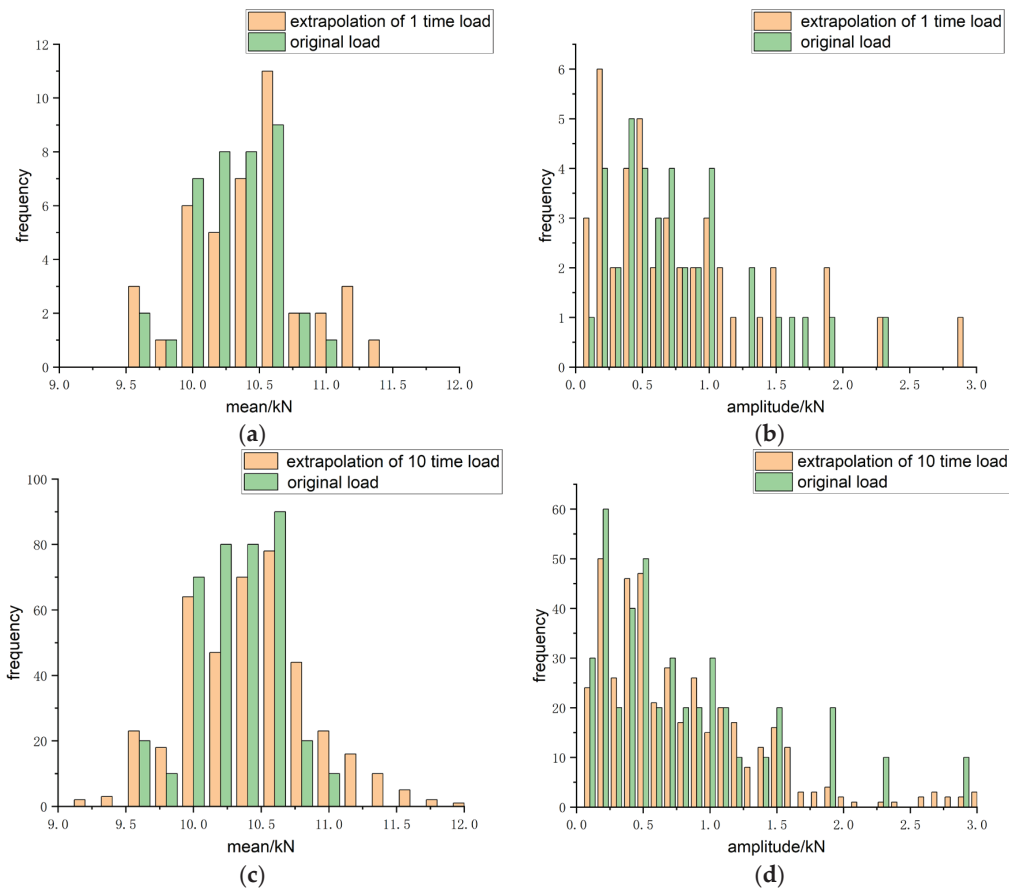 extrapolation of 1 time load
original load
12
10
8
6
4
2
0
frequency
9.0
9.5
10.0
10.5
11.0
11.5
12.0
mean/kN
(a)
extrapolation of 1 time load
original load
6
5
4
3
2
1
0
frequency
0.0
0.5
1.0
1.5
2.0
2.5
3.0
amplitude/kN
(b)
extrapolation of 10 time load
original load
100
80
60
40
20
0
frequency
9.0
9.5
10.0
10.5
11.0
11.5
12.0
mean/kN
(c)
extrapolation of 10 time load
original load
60
50
40
30
20
10
0
frequency
0.0
0.5
1.0
1.5
2.0
2.5
3.0
amplitude/kN
(d)